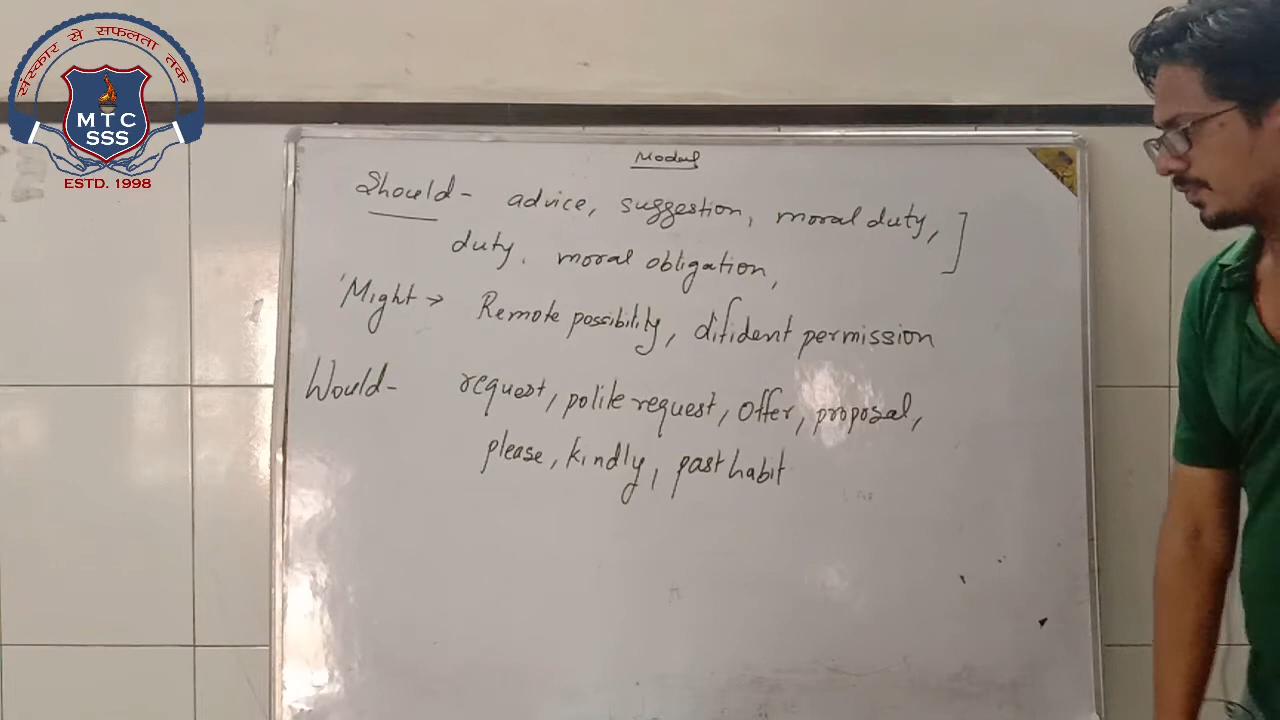 संस्कार से सफलता तक
MTC
SSS
ESTD. 1998
Modal
Should - advice, suggestion, moral duty, ]
duty, moral obligation,
Might → Remote possibility, difident permission
Would - request, polite request, offer, proposal,
please, kindly, past habit